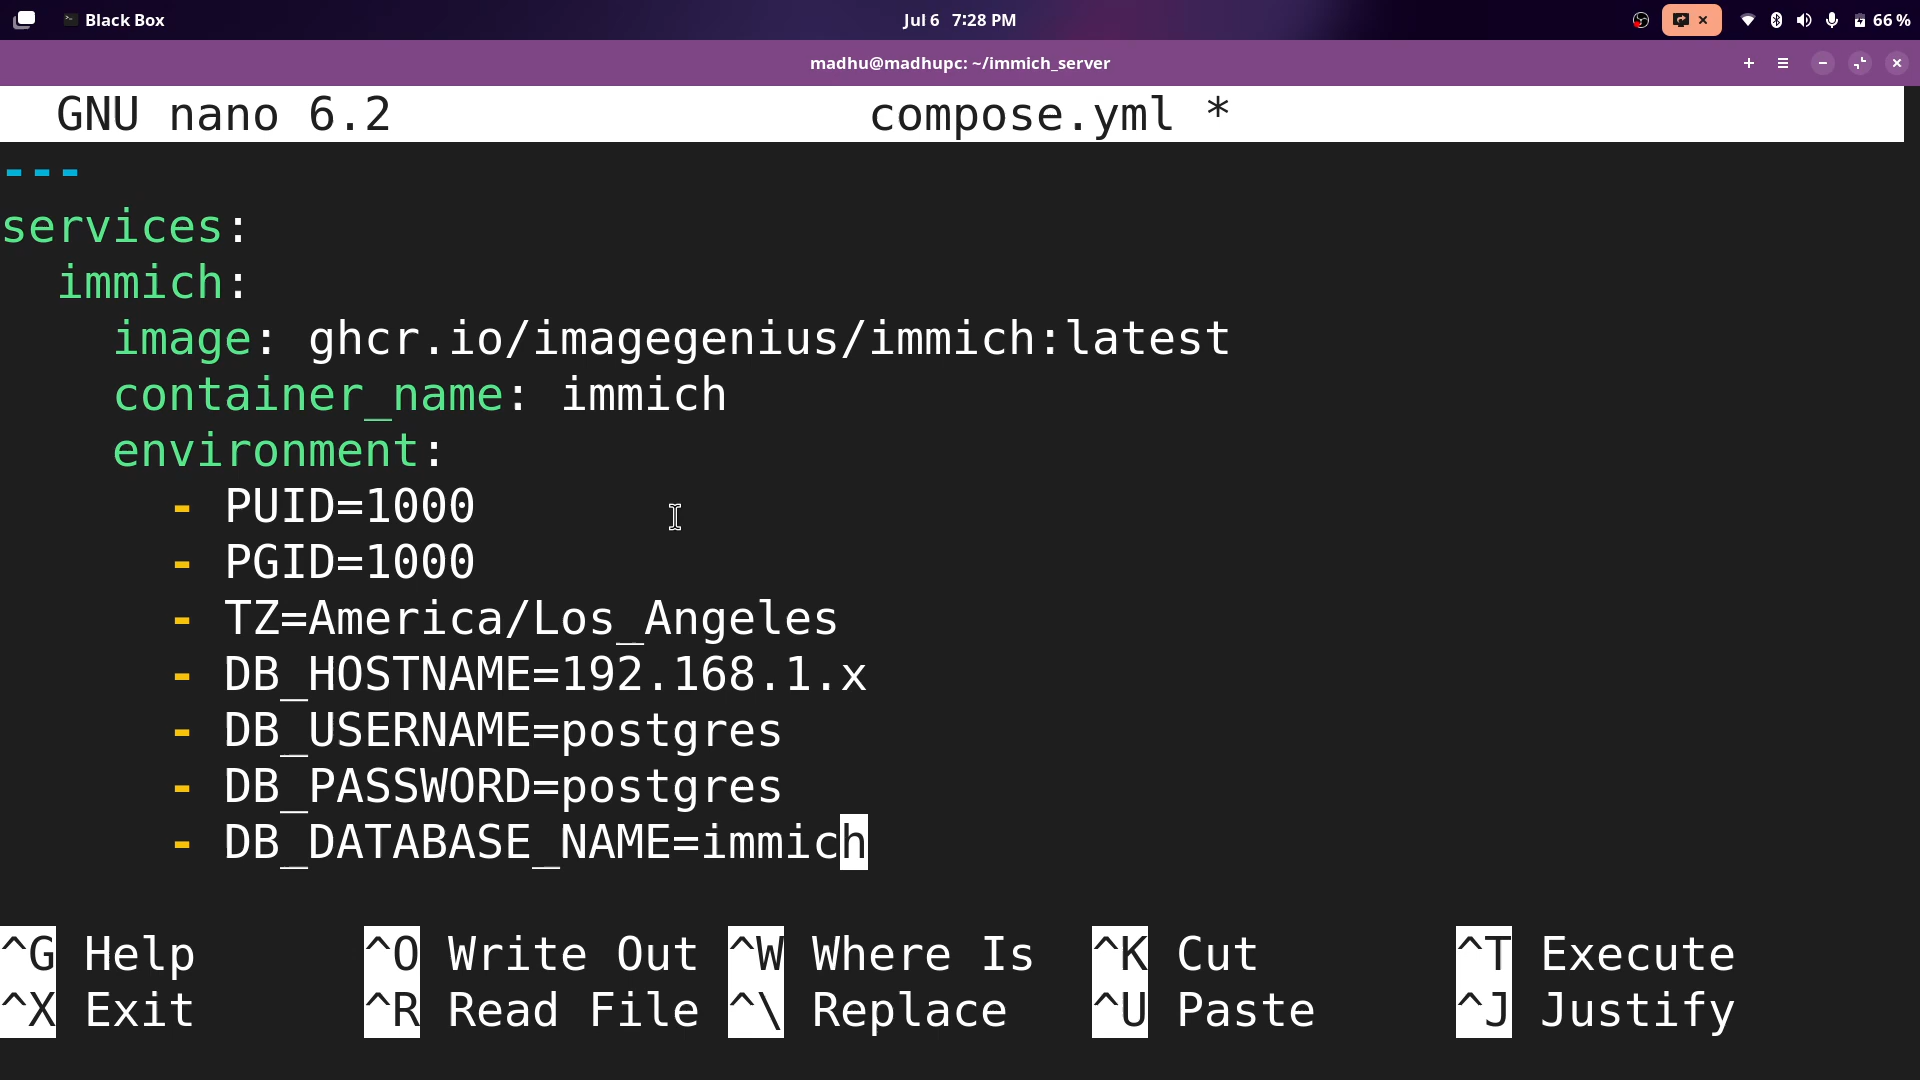 Black Box Jul 6 7:28 PM 66 %
madhu@madhupc: ~/immich_server
GNU nano 6.2 compose.yml *
---
services:
  immich:
    image: ghcr.io/imagegenius/immich:latest
    container_name: immich
    environment:
      - PUID=1000
      - PGID=1000
      - TZ=America/Los_Angeles
      - DB_HOSTNAME=192.168.1.x
      - DB_USERNAME=postgres
      - DB_PASSWORD=postgres
      - DB_DATABASE_NAME=immich
^G Help ^O Write Out ^W Where Is ^K Cut ^T Execute
^X Exit ^R Read File ^\ Replace ^U Paste ^J Justify